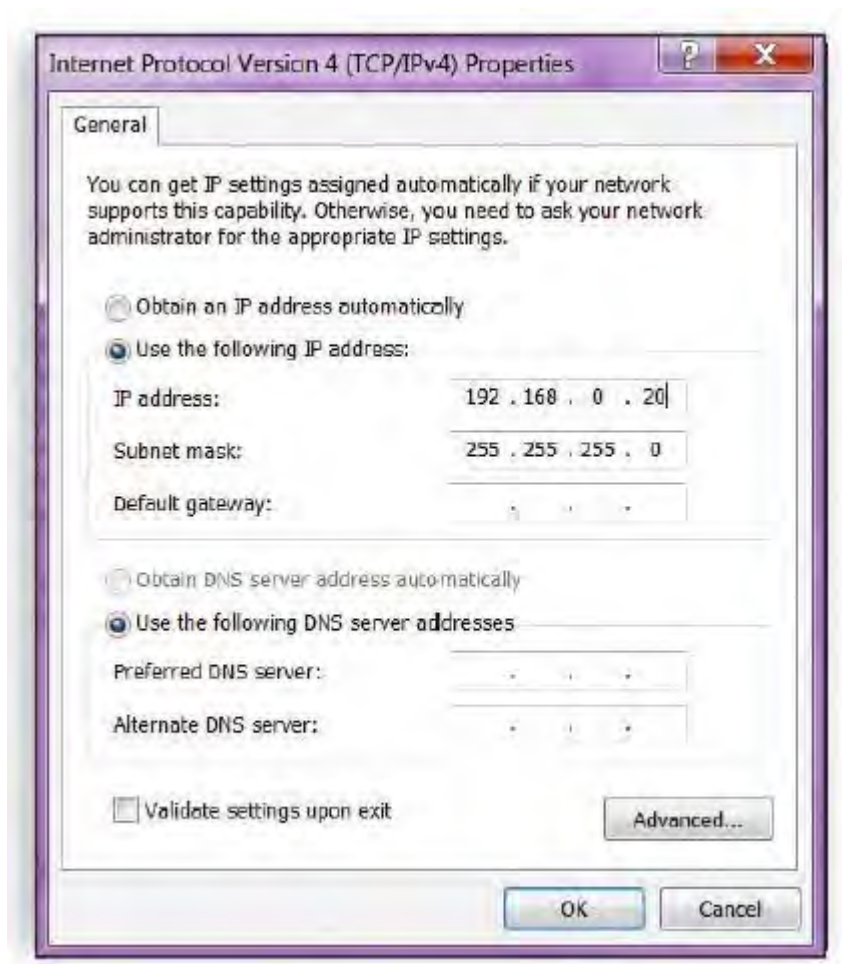 Internet Protocol Version 4 (TCP/IPv4) Properties
General
You can get IP settings assigned automatically if your network
supports this capability. Otherwise, you need to ask your network
administrator for the appropriate IP settings.
Obtain an IP address automatically
Use the following IP address:
IP address: 192 . 168 . 0 . 20
Subnet mask: 255 . 255 . 255 . 0
Default gateway: . . .
Obtain DNS server address automatically
Use the following DNS server addresses
Preferred DNS server: . . .
Alternate DNS server: . . .
Validate settings upon exit
Advanced...
OK Cancel